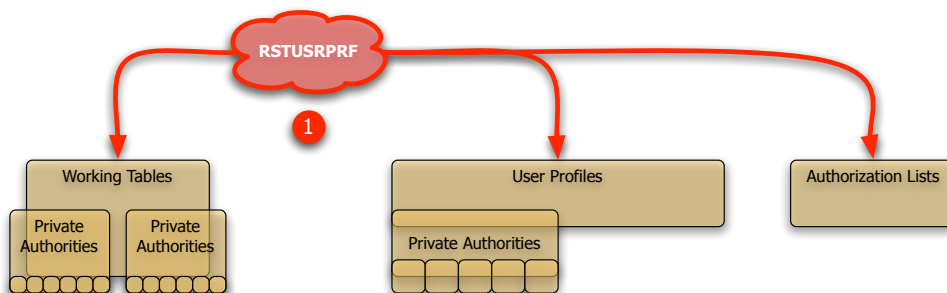 RSTUSRPRF
1
Working Tables
User Profiles
Authorization Lists
Private
Authorities
Private
Authorities
Private Authorities